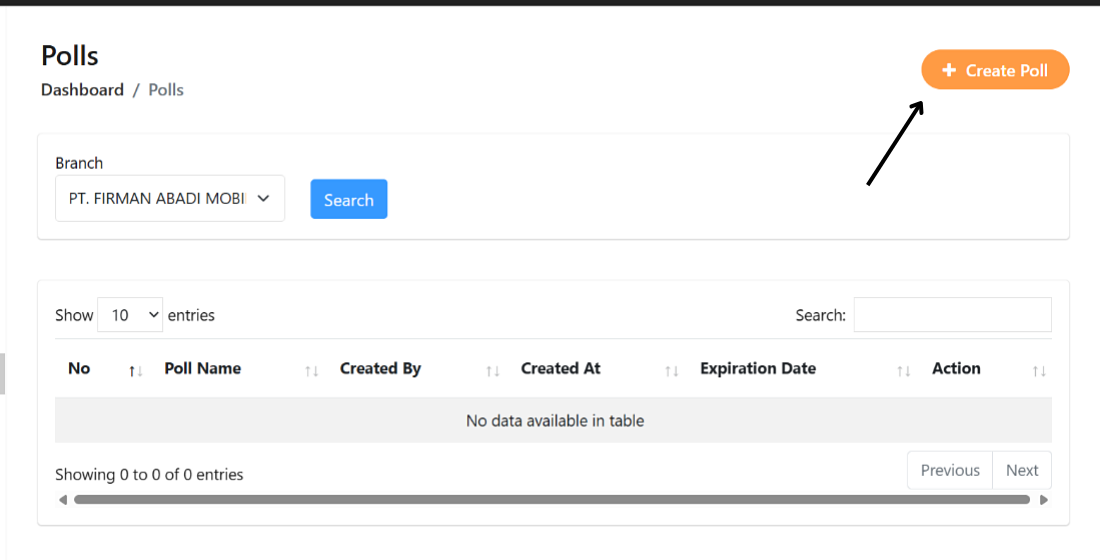 Polls
Dashboard / Polls
+ Create Poll
Branch
PT. FIRMAN ABADI MOBI
Search
Show 10 entries
Search:
No Poll Name Created By Created At Expiration Date Action
No data available in table
Showing 0 to 0 of 0 entries
Previous Next